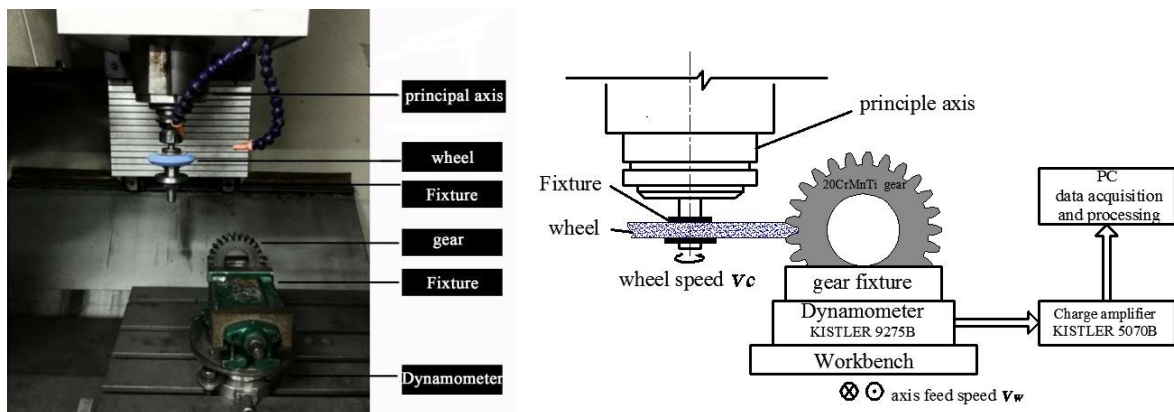 principal axis
wheel
Fixture
gear
Fixture
Dynamometer
principle axis
Fixture
wheel
wheel speed Vc
20CrMnTi gear
gear fixture
Dynamometer
KISTLER 9275B
Workbench
axis feed speed Vw
PC
data acquisition
and processing
Charge amplifier
KISTLER 5070B